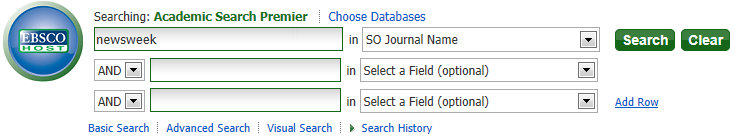 Searching: Academic Search Premier Choose Databases
EBSCO
HOST
newsweek in SO Journal Name Search Clear
AND in Select a Field (optional)
AND in Select a Field (optional) Add Row
Basic Search Advanced Search Visual Search Search History